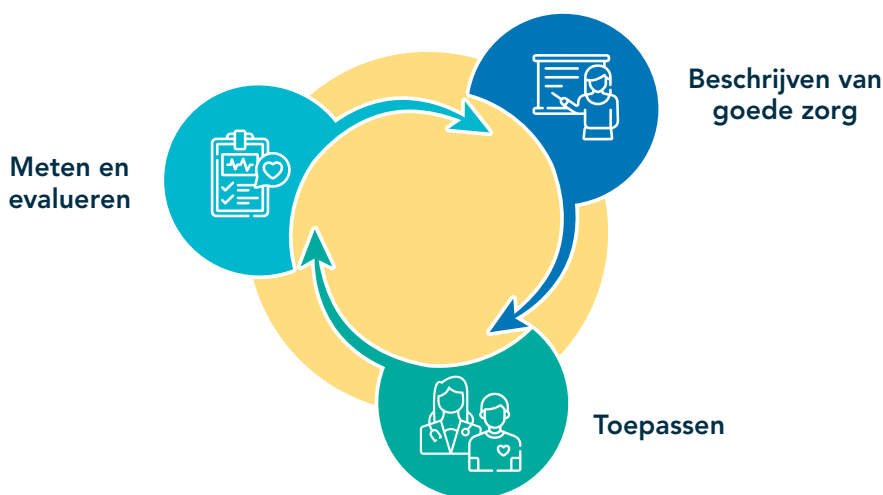 Beschrijven van
goede zorg
Meten en
evalueren
Toepassen